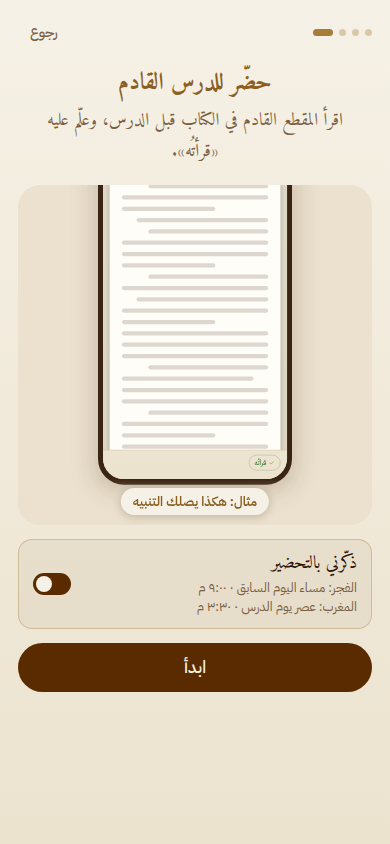 رجوع
حضّر للدرس القادم
اقرأ المقطع القادم في الكتاب قبل الدرس، وعلّم عليه
«قرأتُه».
✓ قرأته
مثال: هكذا يصلك التنبيه
ذكّرني بالتحضير
الفجر: مساء اليوم السابق · ٩:٠٠ م
المغرب: عصر يوم الدرس · ٣:٣٠ م
ابدأ